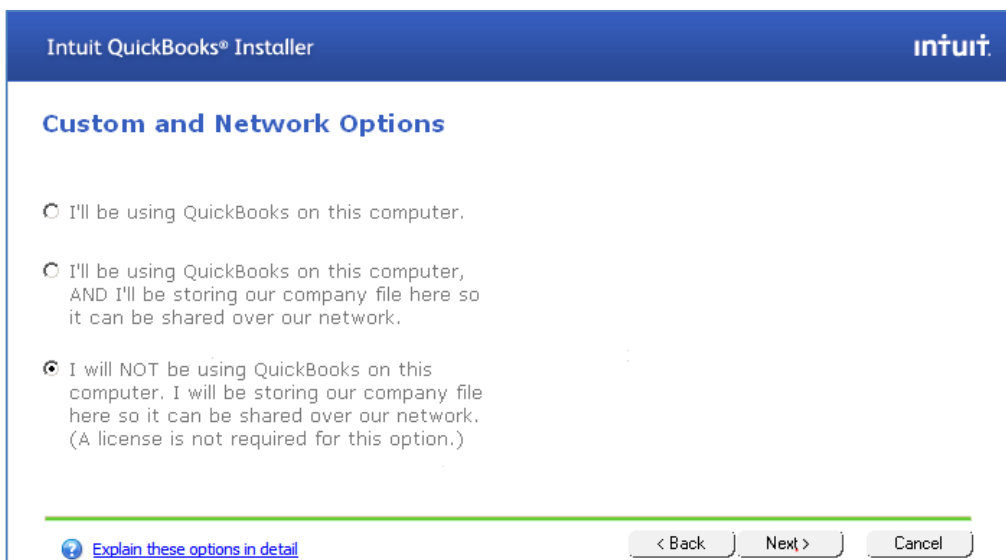 Intuit QuickBooks® Installer
intuit.
Custom and Network Options
I'll be using QuickBooks on this computer.
I'll be using QuickBooks on this computer,
AND I'll be storing our company file here so
it can be shared over our network.
I will NOT be using QuickBooks on this
computer. I will be storing our company file
here so it can be shared over our network.
(A license is not required for this option.)
Explain these options in detail
< Back
Next >
Cancel